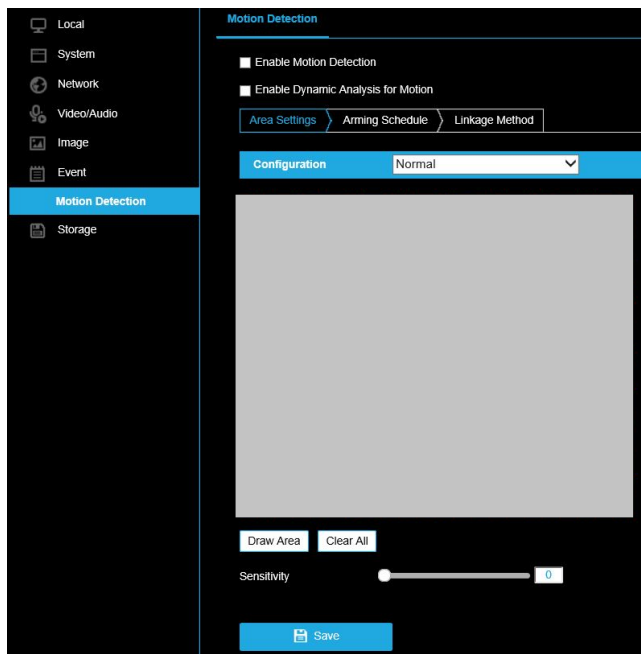 Local
System
Network
Video/Audio
Image
Event
Motion Detection
Storage
Motion Detection
Enable Motion Detection
Enable Dynamic Analysis for Motion
Area Settings Arming Schedule Linkage Method
Configuration Normal
Draw Area Clear All
Sensitivity 0
Save